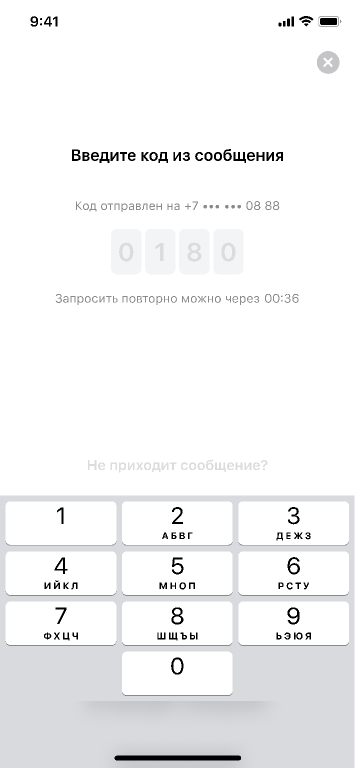 9:41
Введите код из сообщения
Код отправлен на +7 ••• ••• 08 88
0 1 8 0
Запросить повторно можно через 00:36
Не приходит сообщение?
1 2 3
АБВГ ДЕЖЗ
4 5 6
ИЙКЛ МНОП РСТУ
7 8 9
ФХЦЧ ШЩЪЫ ЬЭЮЯ
0